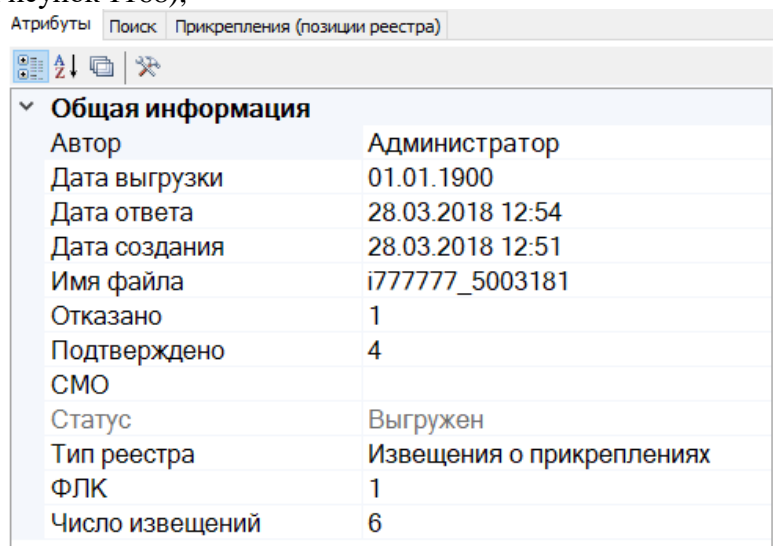 Атрибуты Поиск Прикрепления (позиции реестра)
Общая информация
Автор Администратор
Дата выгрузки 01.01.1900
Дата ответа 28.03.2018 12:54
Дата создания 28.03.2018 12:51
Имя файла i777777_5003181
Отказано 1
Подтверждено 4
СМО
Статус Выгружен
Тип реестра Извещения о прикреплениях
ФЛК 1
Число извещений 6